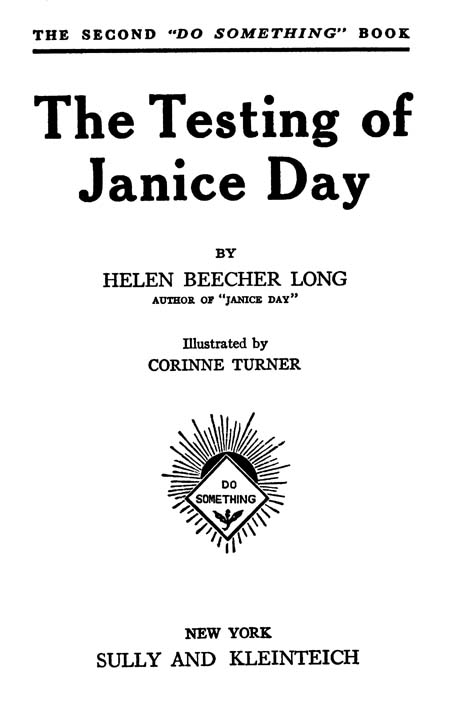 THE SECOND "DO SOMETHING" BOOK
The Testing of
Janice Day
BY
HELEN BEECHER LONG
AUTHOR OF "JANICE DAY"
Illustrated by
CORINNE TURNER
DO
SOMETHING
NEW YORK
SULLY AND KLEINTEICH